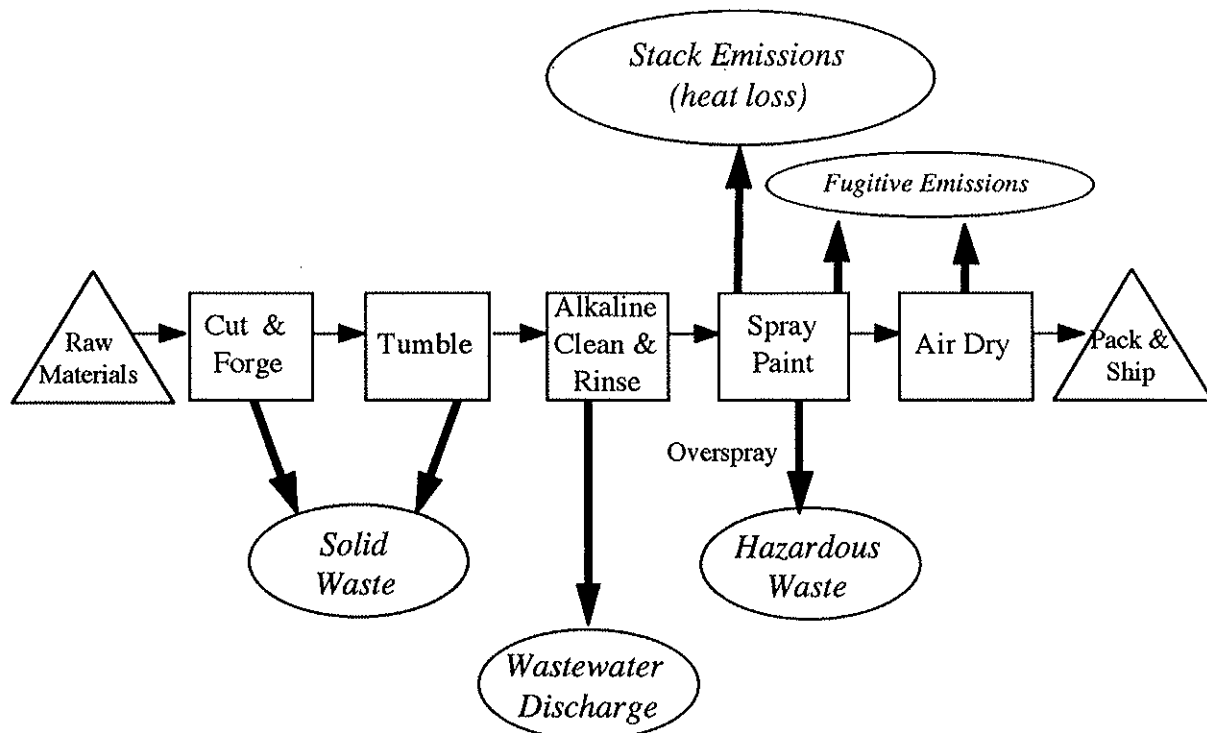 Stack Emissions
(heat loss)
Fugitive Emissions
Raw
Materials
Cut &
Forge
Tumble
Alkaline
Clean &
Rinse
Spray
Paint
Air Dry
Pack &
Ship
Overspray
Solid
Waste
Hazardous
Waste
Wastewater
Discharge